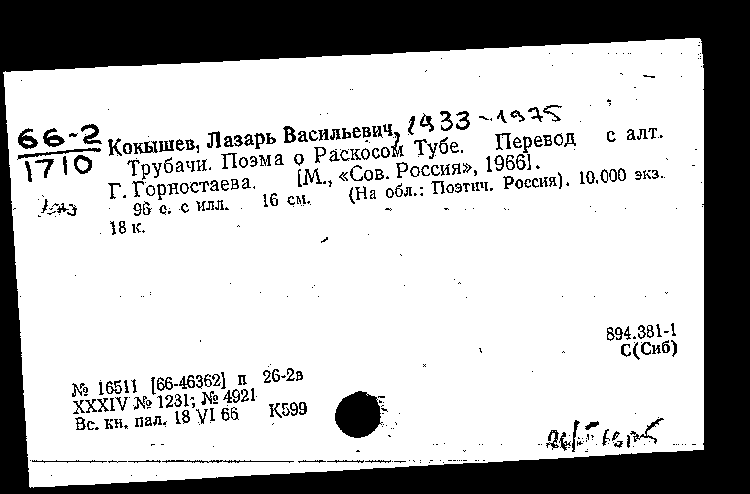 66-2
1710
Кокышев, Лазарь Васильевич, 1933-1975
Трубачи. Поэма о Раскосом Тубе. Перевод с алт.
Г. Горностаева. [М., «Сов. Россия», 1966].
96 с. с илл. 16 см. (На обл.: Поэтич. Россия). 10.000 экз.
18 к.
894.381-1
С(Сиб)
№ 16511 [66-46362] п 26-2в
XXXIV № 1231; № 4921
Вс. кн. пал. 18 VI 66 К599